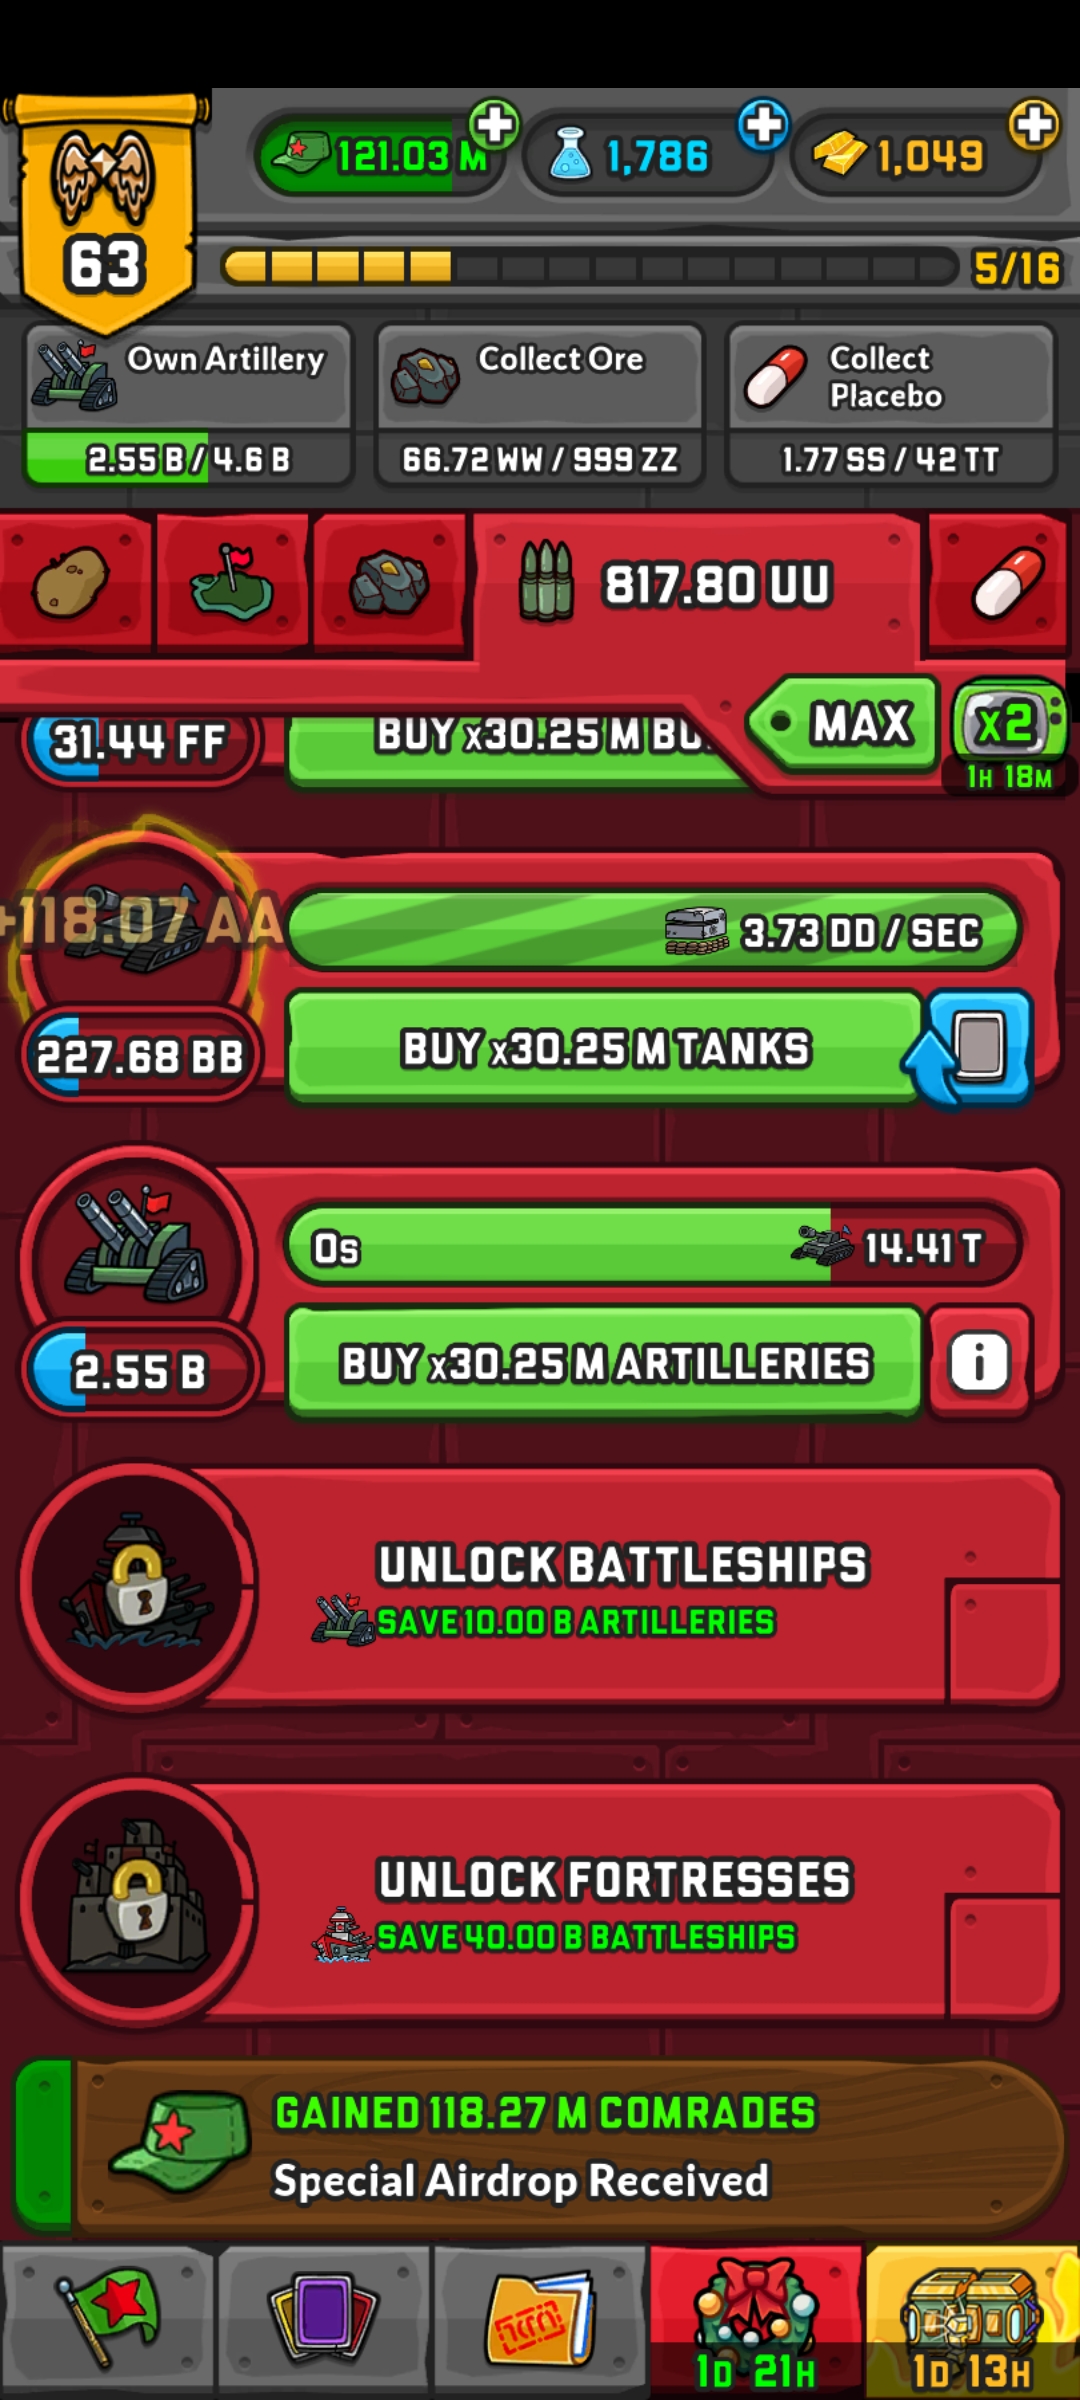 121.03 M
1,786
1,049
63
5/16
Own Artillery
2.55 B / 4.6 B
Collect Ore
66.72 WW / 999 ZZ
Collect
Placebo
1.77 SS / 42 TT
817.80 UU
MAX
X2
1H 18M
31.44 FF
BUY x30.25 M BU
+118.07 AA
3.73 DD / SEC
227.68 BB
BUY x30.25 M TANKS
0s
14.41 T
2.55 B
BUY x30.25 M ARTILLERIES
i
UNLOCK BATTLESHIPS
SAVE 10.00 B ARTILLERIES
UNLOCK FORTRESSES
SAVE 40.00 B BATTLESHIPS
GAINED 118.27 M COMRADES
Special Airdrop Received
1D 21H
1D 13H